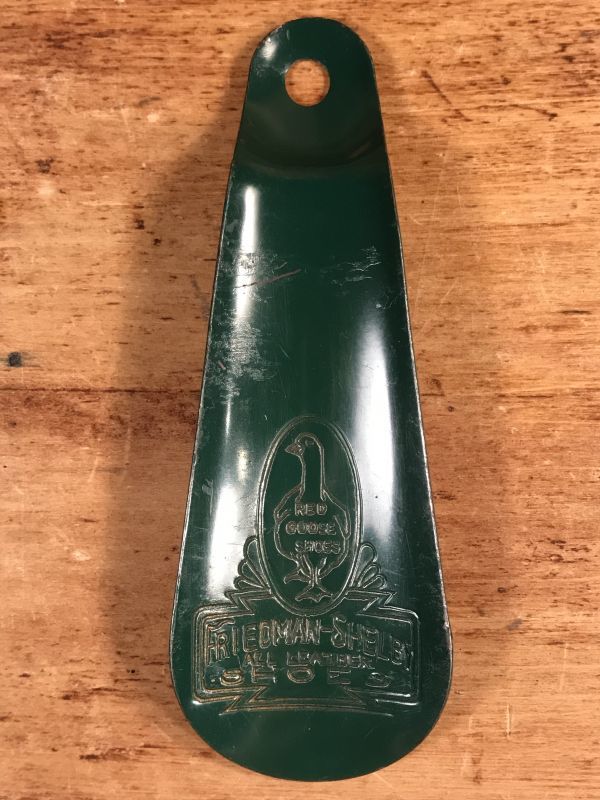 RED
GOOSE
SHOES
FRIEDMAN-SHELBY
ALL LEATHER
SHOES